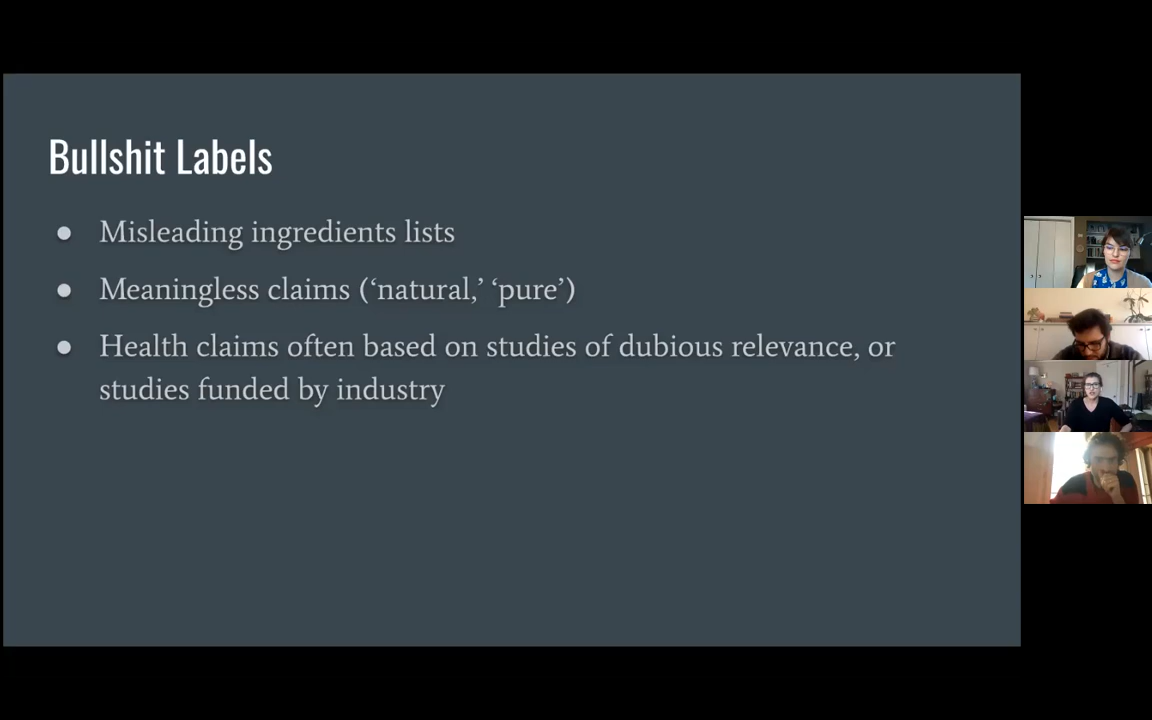 Bullshit Labels
● Misleading ingredients lists
● Meaningless claims (‘natural,’ ‘pure’)
● Health claims often based on studies of dubious relevance, or
studies funded by industry